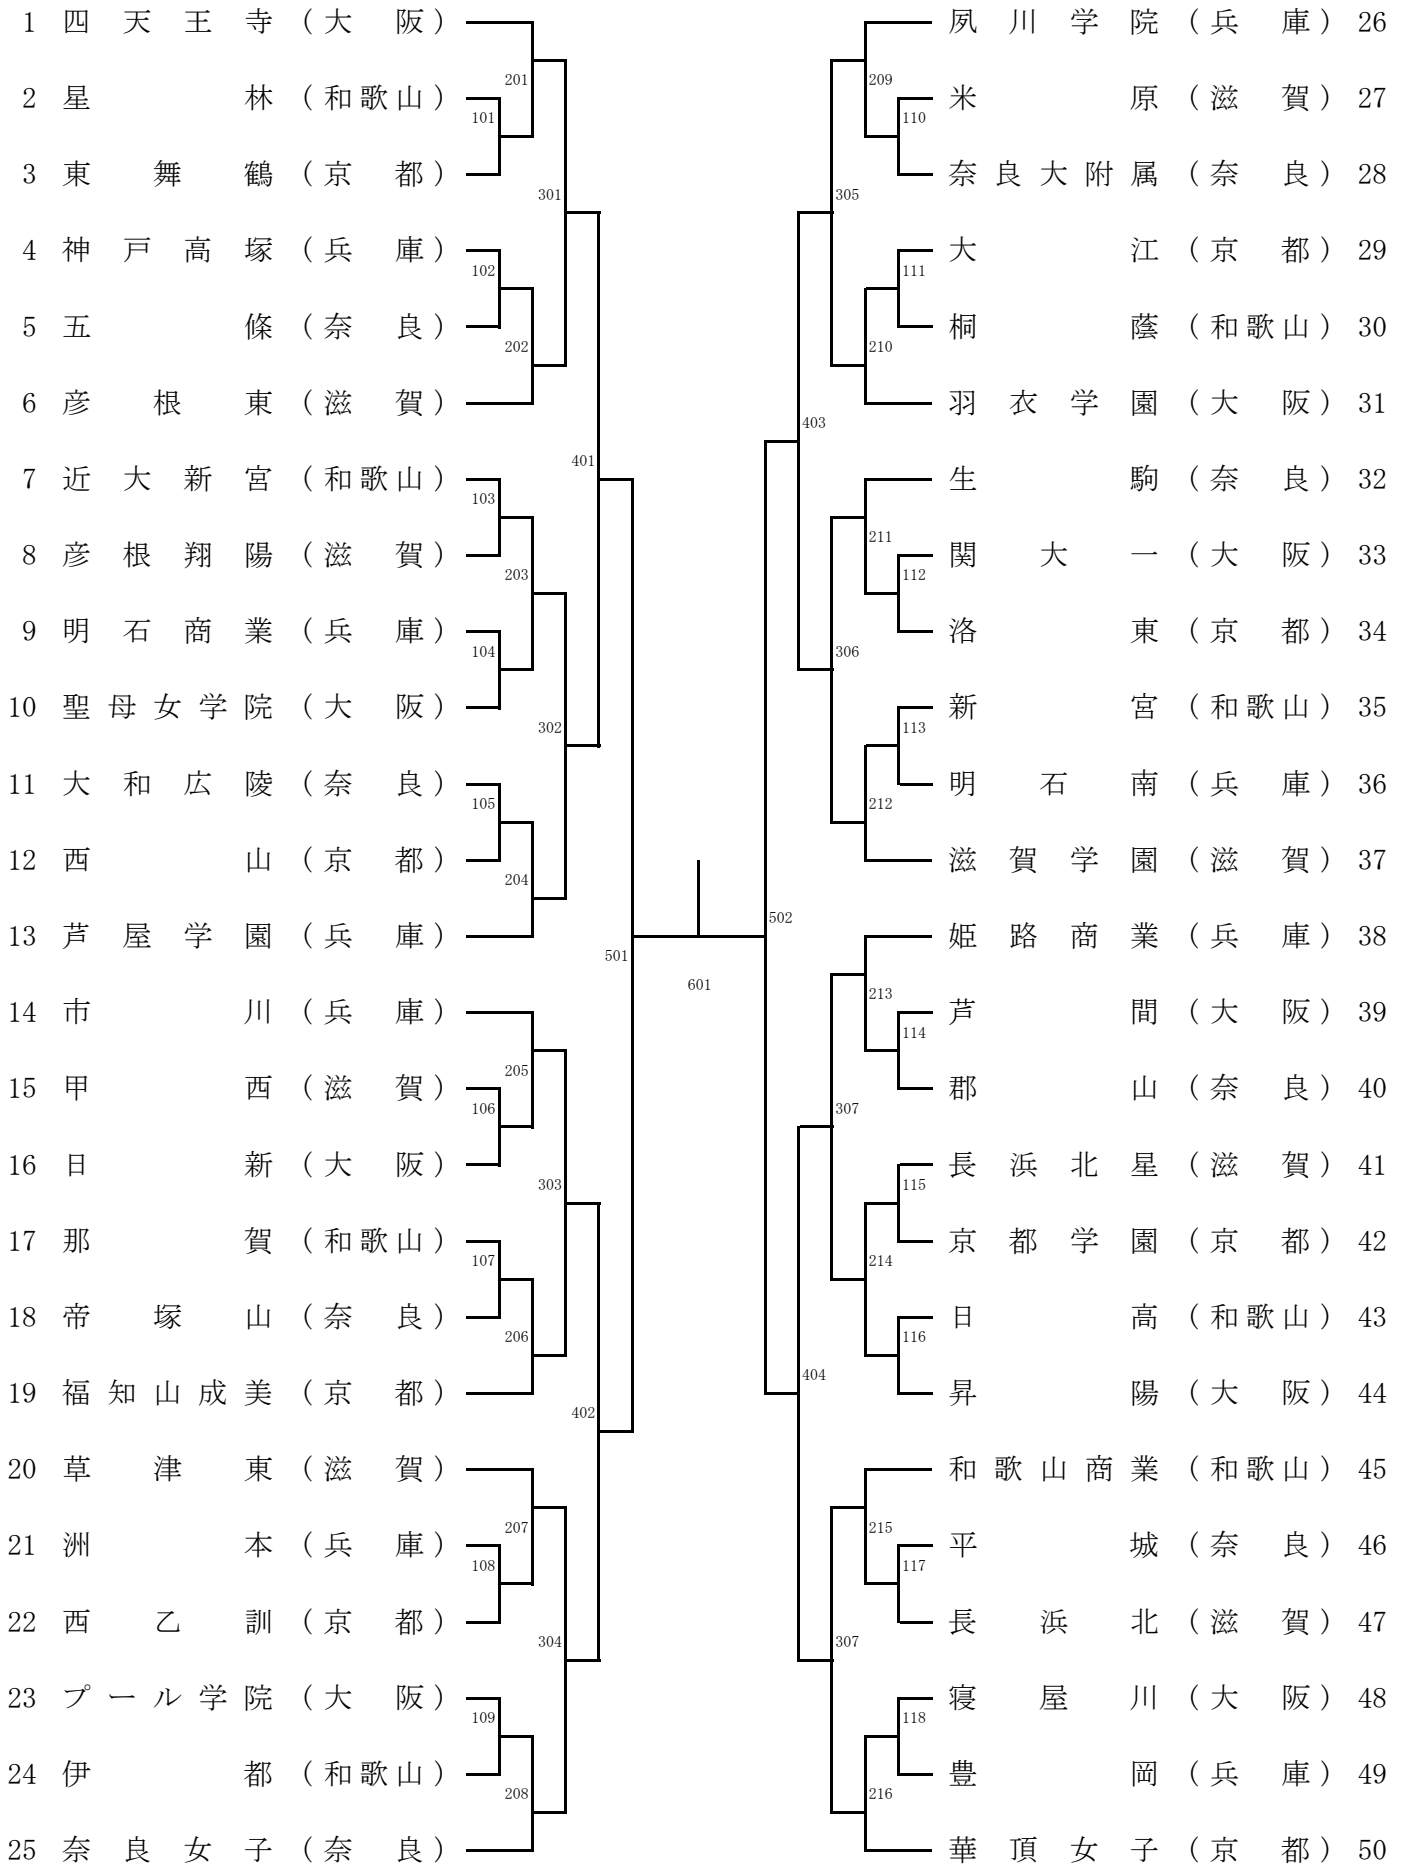 1 四天王寺（大阪）
201
2 星林（和歌山）
101
3 東舞鶴（京都）
301
4 神戸高塚（兵庫）
102
5 五條（奈良）
202
6 彦根東（滋賀）
401
7 近大新宮（和歌山）
103
8 彦根翔陽（滋賀）
203
9 明石商業（兵庫）
104
10 聖母女学院（大阪）
302
11 大和広陵（奈良）
105
12 西山（京都）
204
13 芦屋学園（兵庫）
501
14 市川（兵庫）
205
15 甲西（滋賀）
106
16 日新（大阪）
303
17 那賀（和歌山）
107
18 帝塚山（奈良）
206
19 福知山成美（京都）
402
20 草津東（滋賀）
207
21 洲本（兵庫）
108
22 西乙訓（京都）
304
23 プール学院（大阪）
109
24 伊都（和歌山）
208
25 奈良女子（奈良）
601
夙川学院（兵庫） 26
209
米原（滋賀） 27
110
奈良大附属（奈良） 28
305
大江（京都） 29
111
桐蔭（和歌山） 30
210
羽衣学園（大阪） 31
403
生駒（奈良） 32
211
関大一（大阪） 33
112
洛東（京都） 34
306
新宮（和歌山） 35
113
明石南（兵庫） 36
212
滋賀学園（滋賀） 37
502
姫路商業（兵庫） 38
213
芦間（大阪） 39
114
郡山（奈良） 40
307
長浜北星（滋賀） 41
115
京都学園（京都） 42
214
日高（和歌山） 43
116
昇陽（大阪） 44
404
和歌山商業（和歌山） 45
215
平城（奈良） 46
117
長浜北（滋賀） 47
307
寝屋川（大阪） 48
118
豊岡（兵庫） 49
216
華頂女子（京都） 50